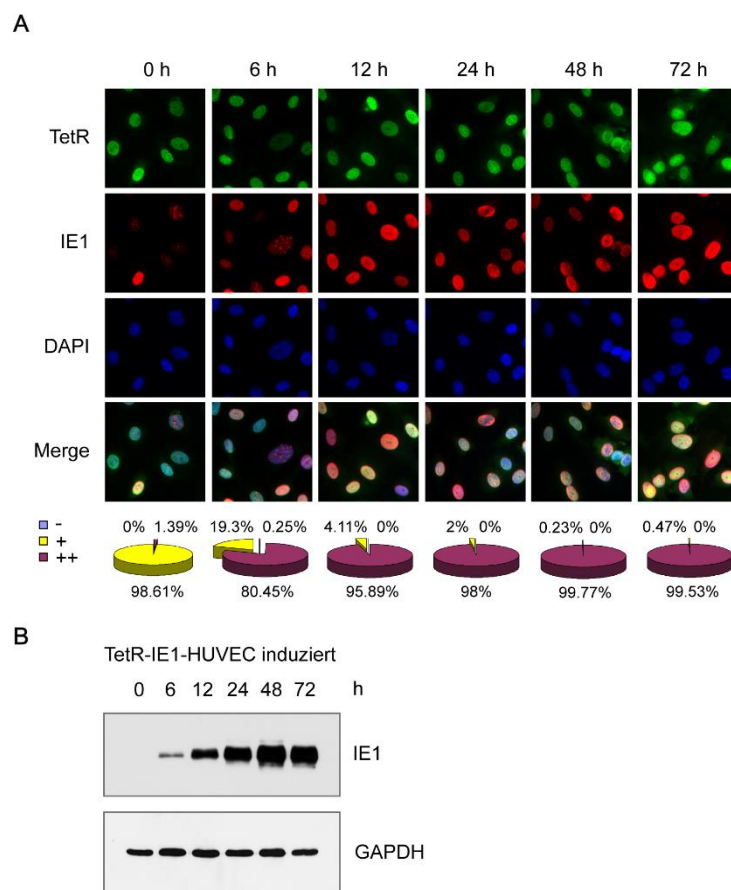 A
0 h 6 h 12 h 24 h 48 h 72 h
TetR
IE1
DAPI
Merge
-
+
++
0% 1.39% 19.3% 0.25% 4.11% 0% 2% 0% 0.23% 0% 0.47% 0%
98.61% 80.45% 95.89% 98% 99.77% 99.53%
B
TetR-IE1-HUVEC induziert
0 6 12 24 48 72 h
IE1
GAPDH